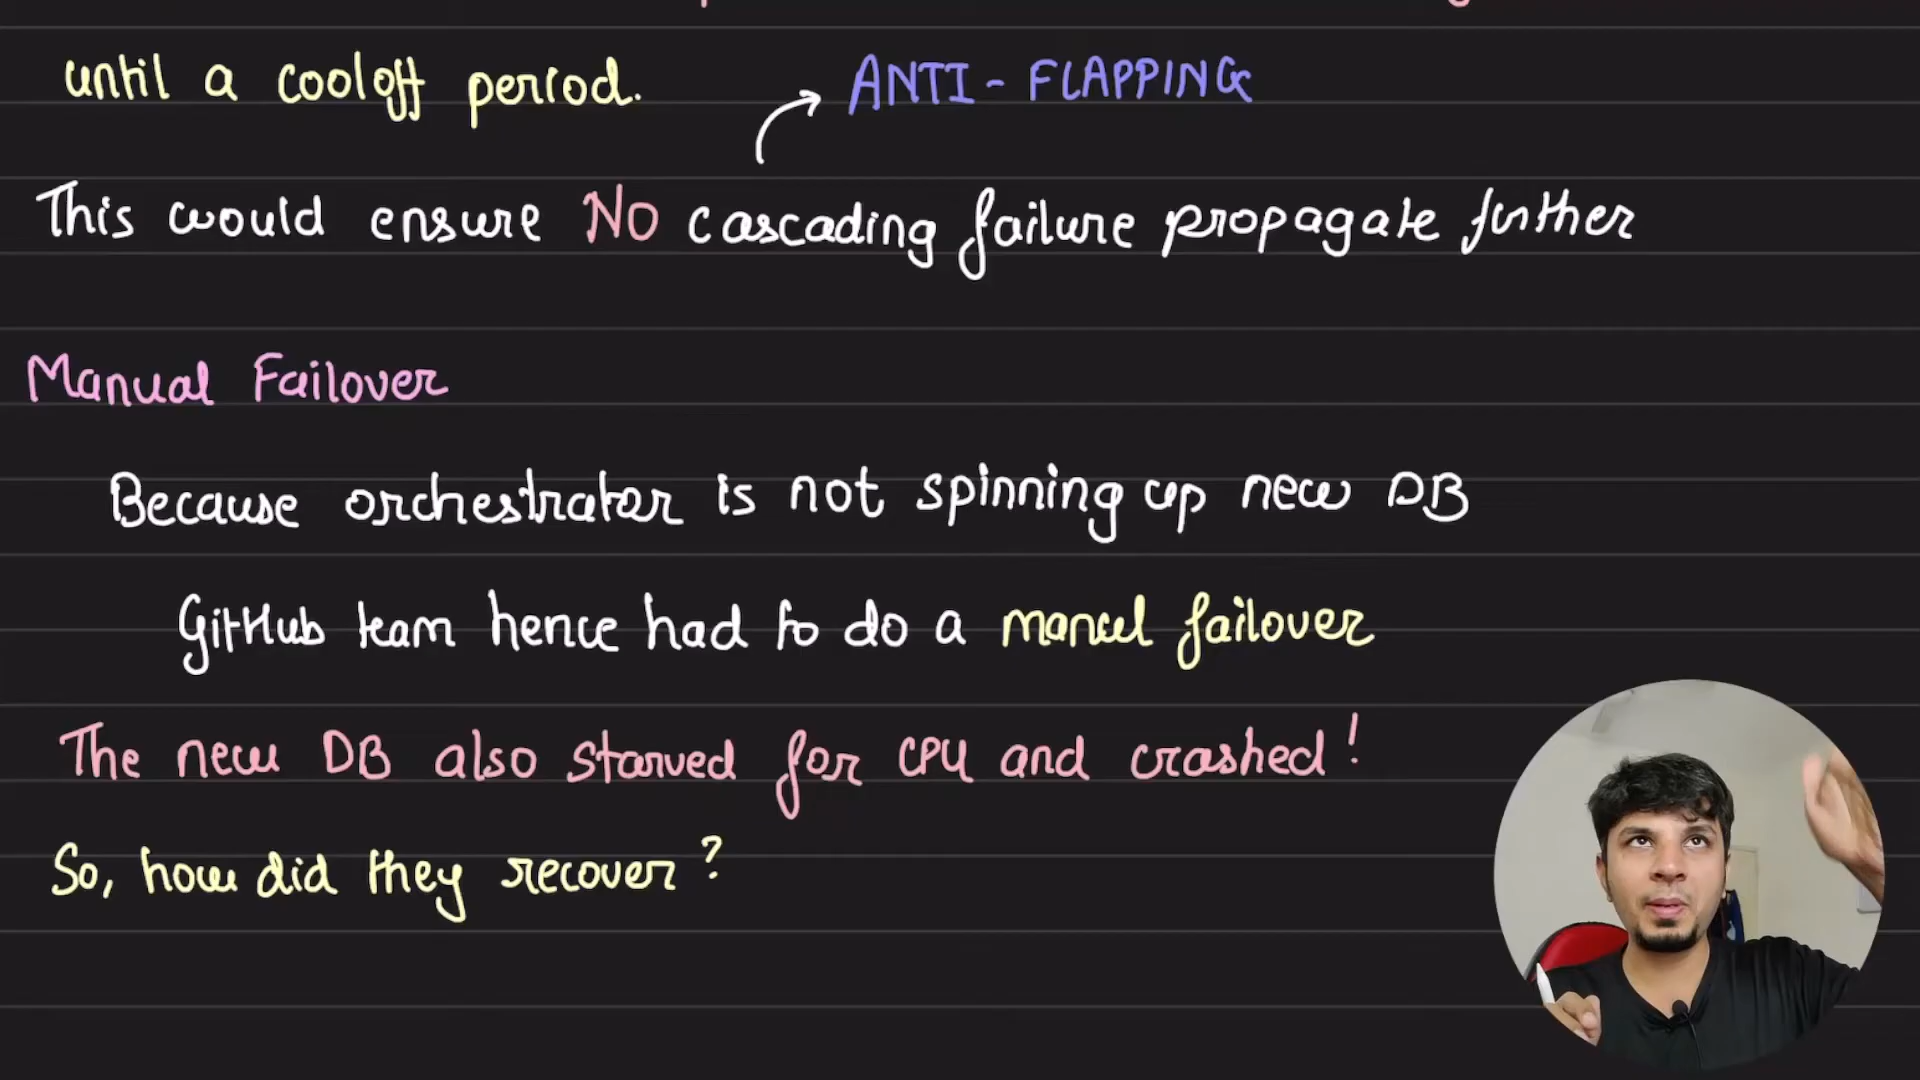 until a cooloff period.
ANTI-FLAPPING
This would ensure NO cascading failure propagate further
Manual Failover
Because orchestrator is not spinning up new DB
GitHub team hence had to do a manual failover
The new DB also starved for CPU and crashed!
So, how did they recover?